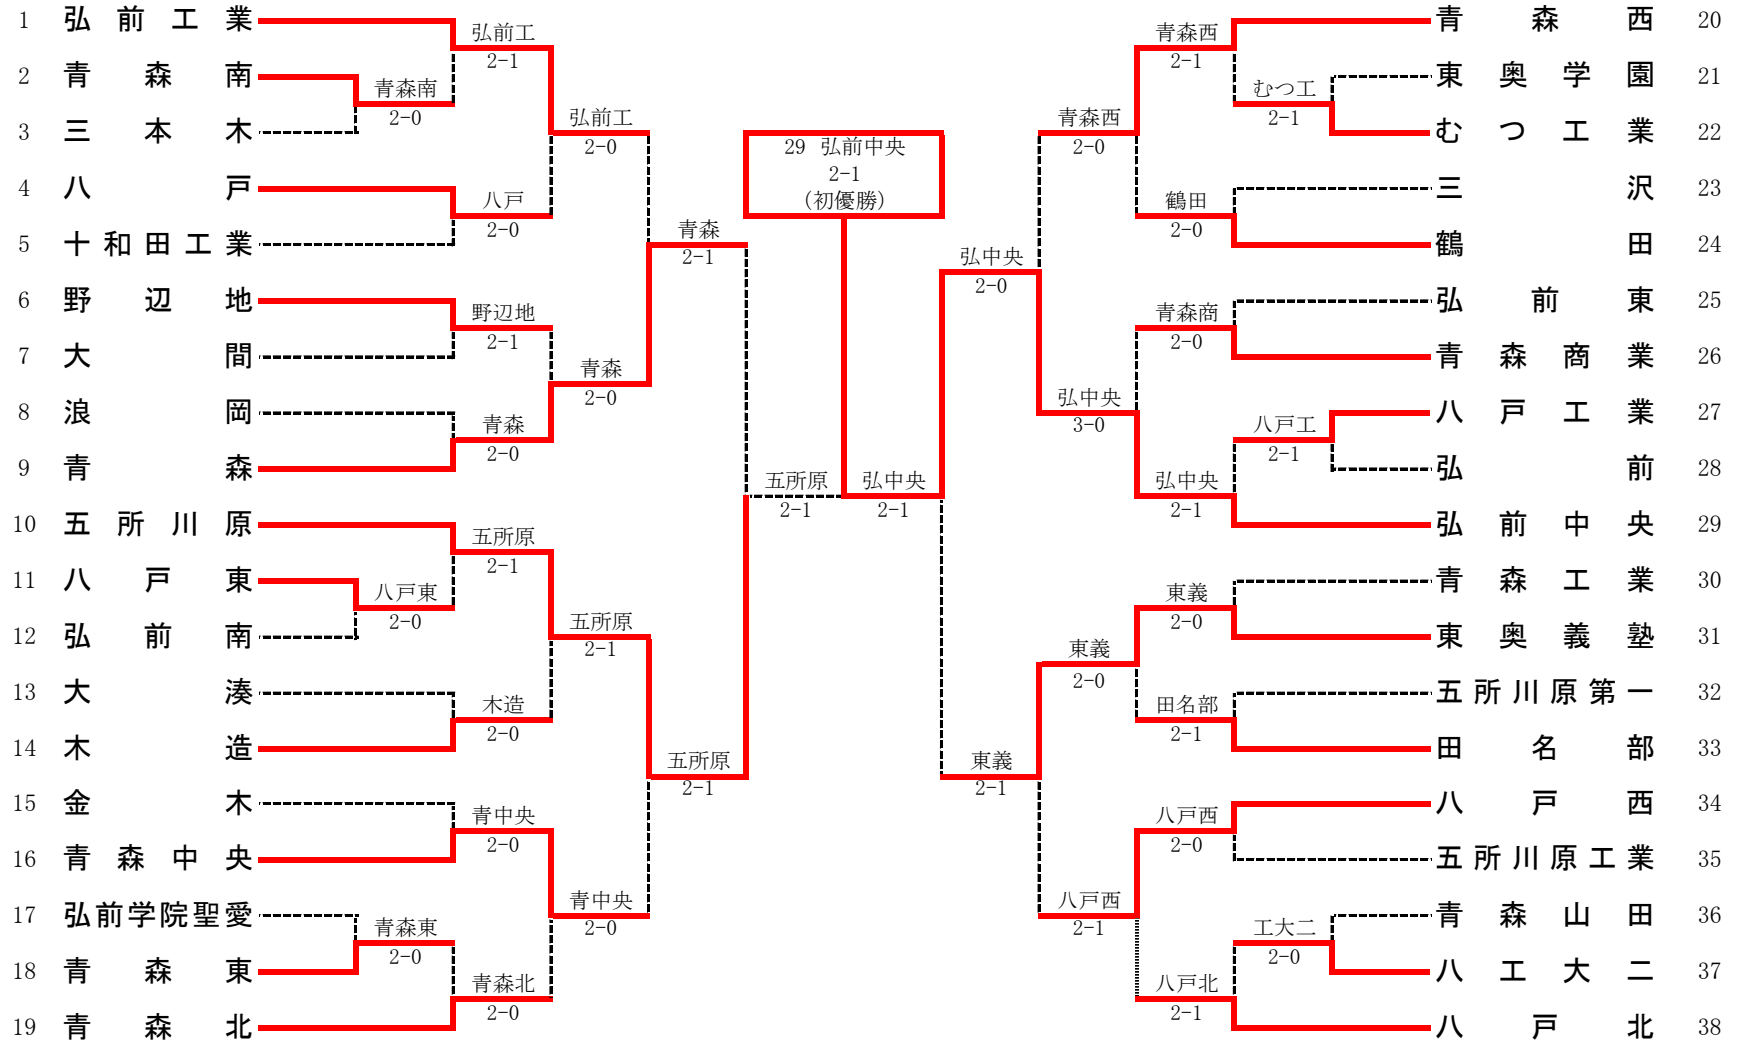 1 弘前工業
2 青森南
3 三本木
4 八戸
5 十和田工業
6 野辺地
7 大間
8 浪岡
9 青森
10 五所川原
11 八戸東
12 弘前南
13 大湊
14 木造
15 金木
16 青森中央
17 弘前学院聖愛
18 青森東
19 青森北
青森南
2-0
八戸東
2-0
青森東
2-0
弘前工
2-1
八戸
2-0
野辺地
2-1
青森
2-0
五所原
2-1
木造
2-0
青中央
2-0
青森北
2-0
弘前工
2-0
青森
2-0
五所原
2-1
青中央
2-0
青森
2-1
五所原
2-1
五所原
2-1
29 弘前中央
2-1
(初優勝)
弘中央
2-1
弘中央
2-0
東義
2-1
青森西
2-0
弘中央
3-0
東義
2-0
八戸西
2-1
青森西
2-1
鶴田
2-0
青森商
2-0
弘中央
2-1
東義
2-0
田名部
2-1
八戸西
2-0
八戸北
2-1
むつ工
2-1
八戸工
2-1
工大二
2-0
青森西 20
東奥学園 21
むつ工業 22
三沢 23
鶴田 24
弘前東 25
青森商業 26
八戸工業 27
弘前 28
弘前中央 29
青森工業 30
東奥義塾 31
五所川原第一 32
田名部 33
八戸西 34
五所川原工業 35
青森山田 36
八工大二 37
八戸北 38